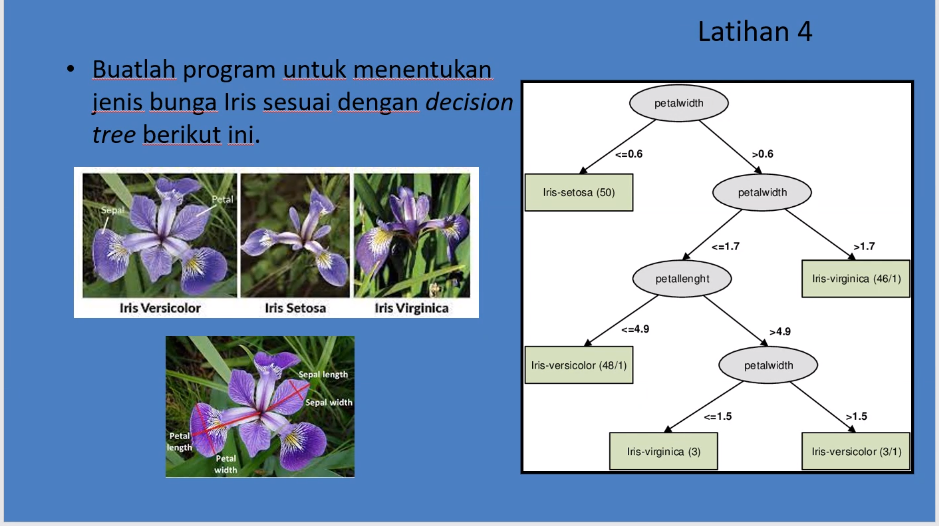 Latihan 4
• Buatlah program untuk menentukan
jenis bunga Iris sesuai dengan decision
tree berikut ini.
Sepal
Petal
Iris Versicolor
Iris Setosa
Iris Virginica
Sepal length
Sepal width
Petal
length
Petal
width
petalwidth
<=0.6
>0.6
Iris-setosa (50)
petalwidth
<=1.7
>1.7
petallenght
Iris-virginica (46/1)
<=4.9
>4.9
Iris-versicolor (48/1)
petalwidth
<=1.5
>1.5
Iris-virginica (3)
Iris-versicolor (3/1)